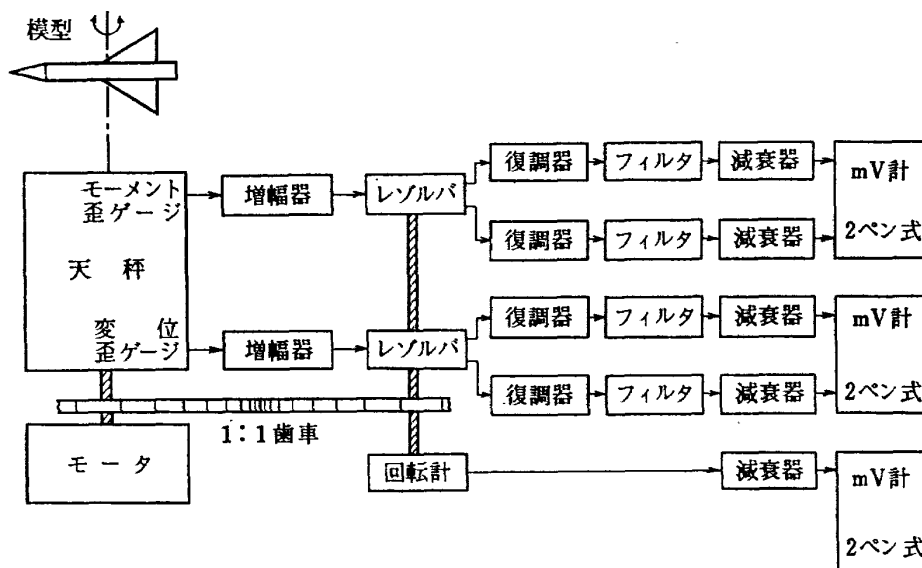 模型
モーメント
歪ゲージ
天秤
変位
歪ゲージ
モータ
1:1歯車
増幅器
レゾルバ
復調器
フィルタ
減衰器
mV計
2ペン式
復調器
フィルタ
減衰器
増幅器
レゾルバ
復調器
フィルタ
減衰器
mV計
2ペン式
復調器
フィルタ
減衰器
回転計
減衰器
mV計
2ペン式